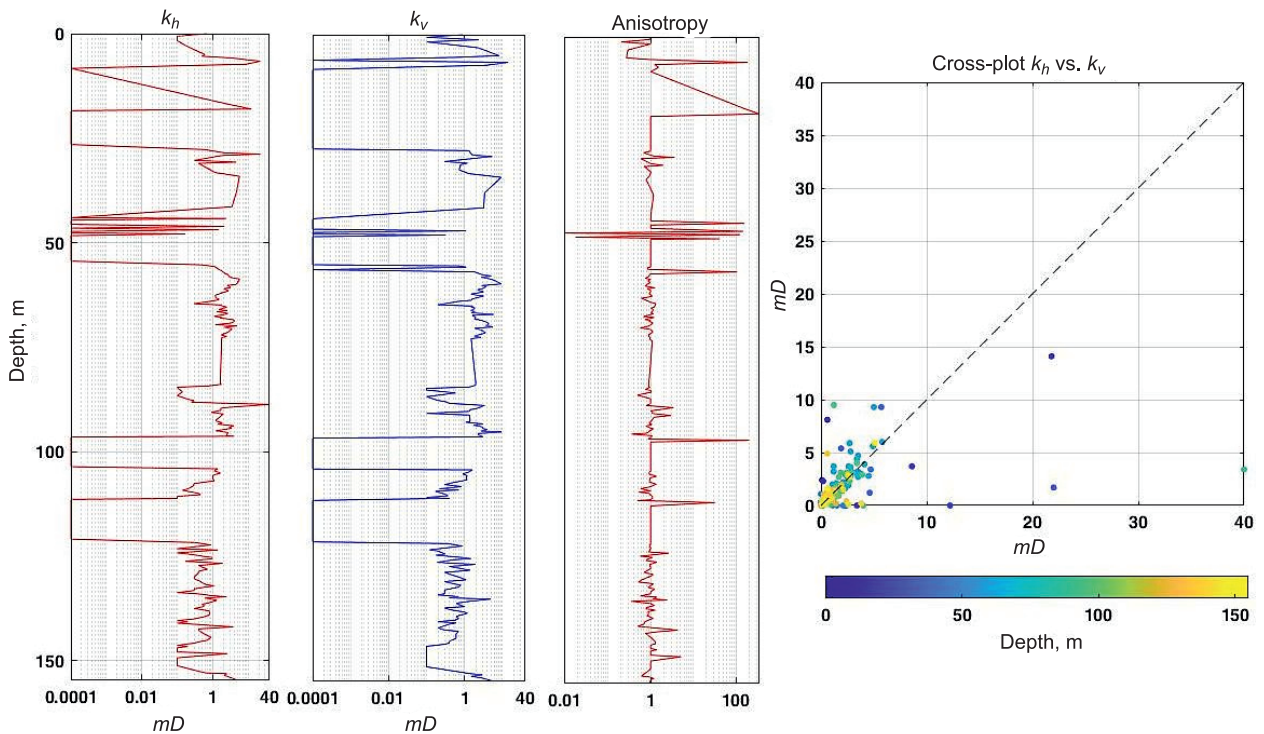 k_h
k_v
Anisotropy
Cross-plot k_h vs. k_v
Depth, m
0
50
100
150
0.0001 0.01 1 40
mD
0.0001 0.01 1 40
mD
0.01 1 100
mD
40
35
30
25
20
15
10
5
0
0 10 20 30 40
mD
0 50 100 150
Depth, m